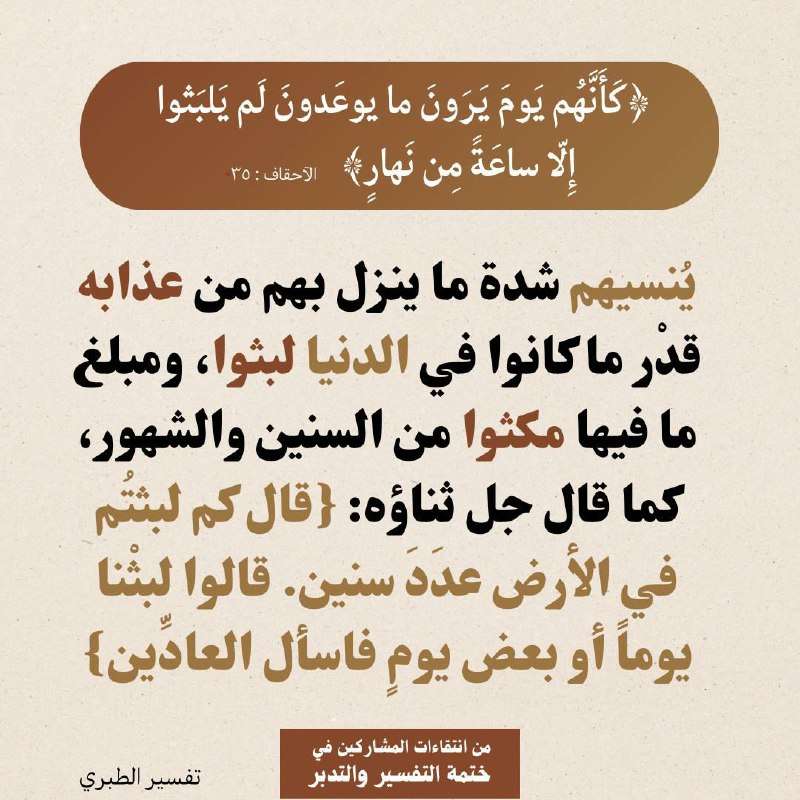 ﴿كَأَنَّهُم يَومَ يَرَونَ ما يوعَدونَ لَم يَلبَثوا
إِلّا ساعَةً مِن نَهارٍ﴾ الأحقاف : ٣٥
يُنسيهم شدة ما ينزل بهم من عذابه
قدْر ما كانوا في الدنيا لبثوا، ومبلغ
ما فيها مكثوا من السنين والشهور،
كما قال جل ثناؤه: {قال كم لبثتُم
في الأرض عدَدَ سنين. قالوا لبثْنا
يوماً أو بعض يومٍ فاسأل العادِّين}
من انتقاءات المشاركين في
ختمة التفسير والتدبر
تفسير الطبري